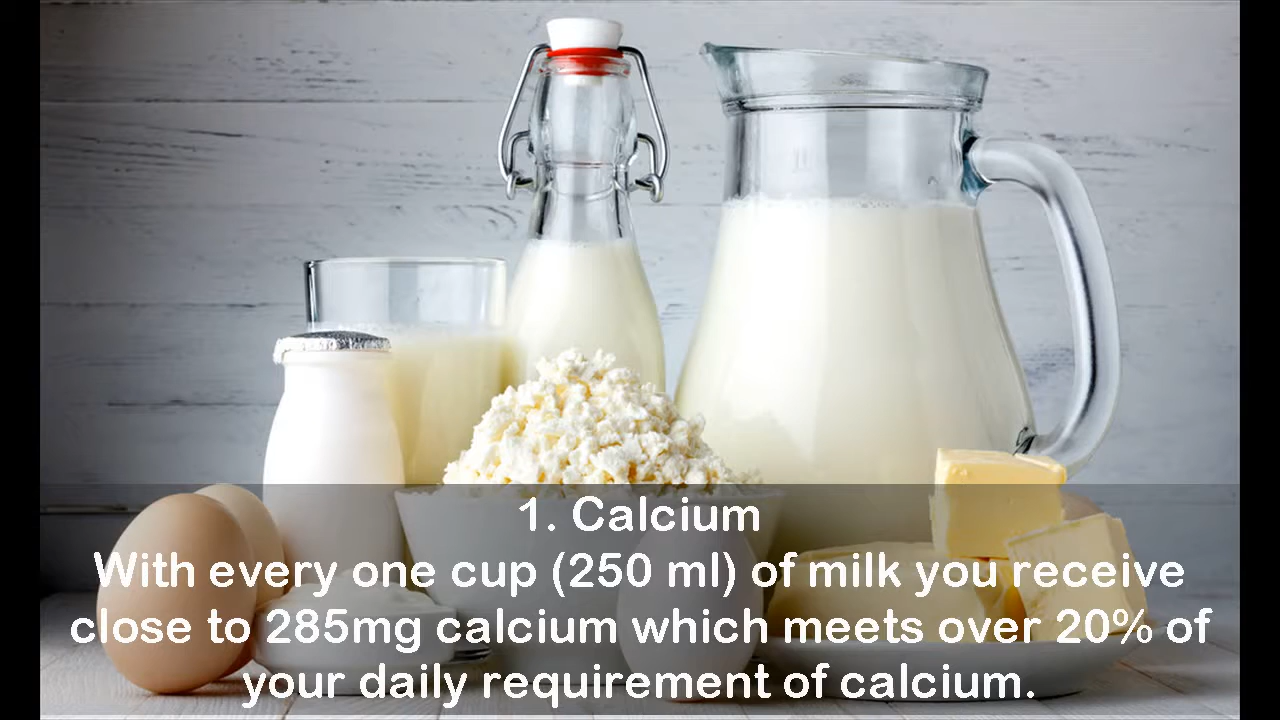 1. Calcium
With every one cup (250 ml) of milk you receive
close to 285mg calcium which meets over 20% of
your daily requirement of calcium.